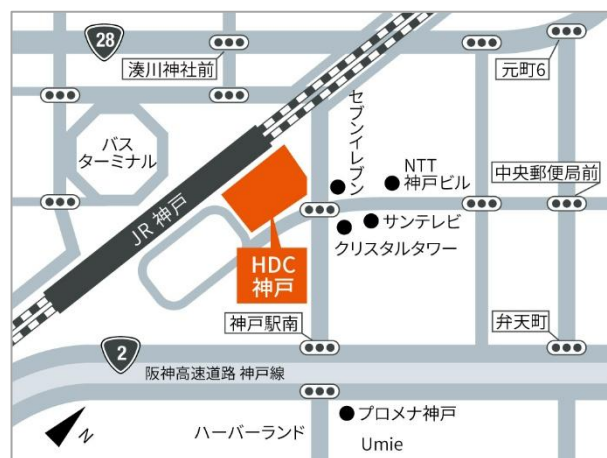 28
湊川神社前
元町6
バス
ターミナル
セブンイレブン
NTT
神戸ビル
中央郵便局前
JR 神戸
サンテレビ
クリスタルタワー
HDC
神戸
神戸駅南
弁天町
2
阪神高速道路 神戸線
プロメナ神戸
ハーバーランド
Umie
N